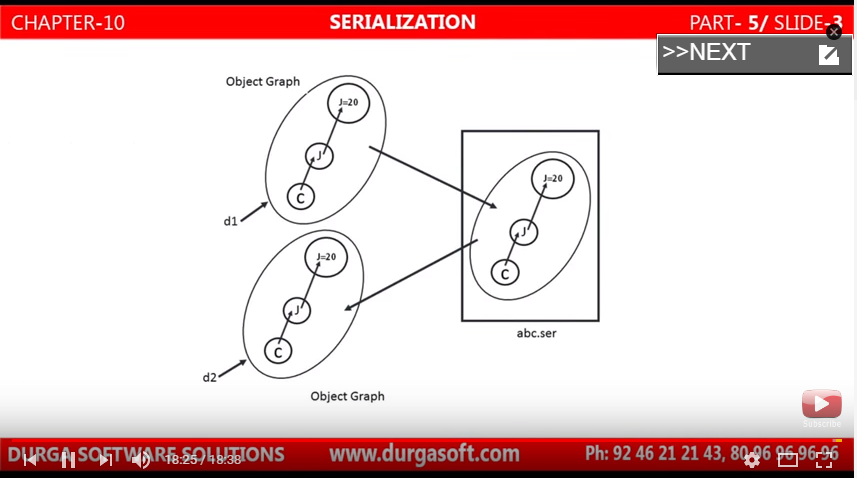 CHAPTER-10
SERIALIZATION
PART- 5/ SLIDE-3
>>NEXT
Object Graph
J=20
J
C
d1
J=20
J
C
abc.ser
J=20
J
C
d2
Object Graph
Subscribe
DURGA SOFTWARE SOLUTIONS
www.durgasoft.com
Ph: 92 46 21 21 43, 80 96 96 96 96
18:25 / 18:38